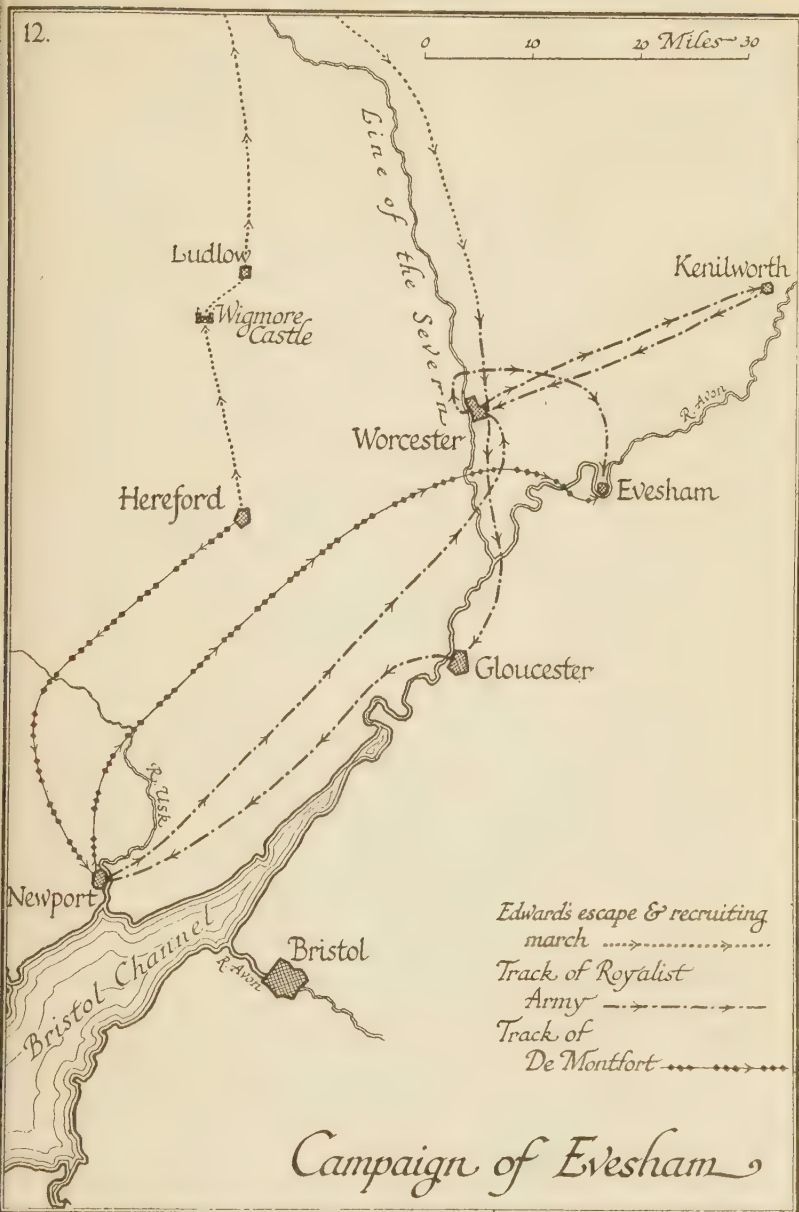 12.
0 10 20 Miles 30
Line of the Severn
Ludlow
Wigmore
Castle
Kenilworth
R. Avon
Worcester
Evesham
Hereford
Gloucester
R. Usk
Newport
Bristol Channel
R. Avon
Bristol
Edward's escape & recruiting
march
Track of Royalist
Army
Track of
De Montfort
Campaign of Evesham